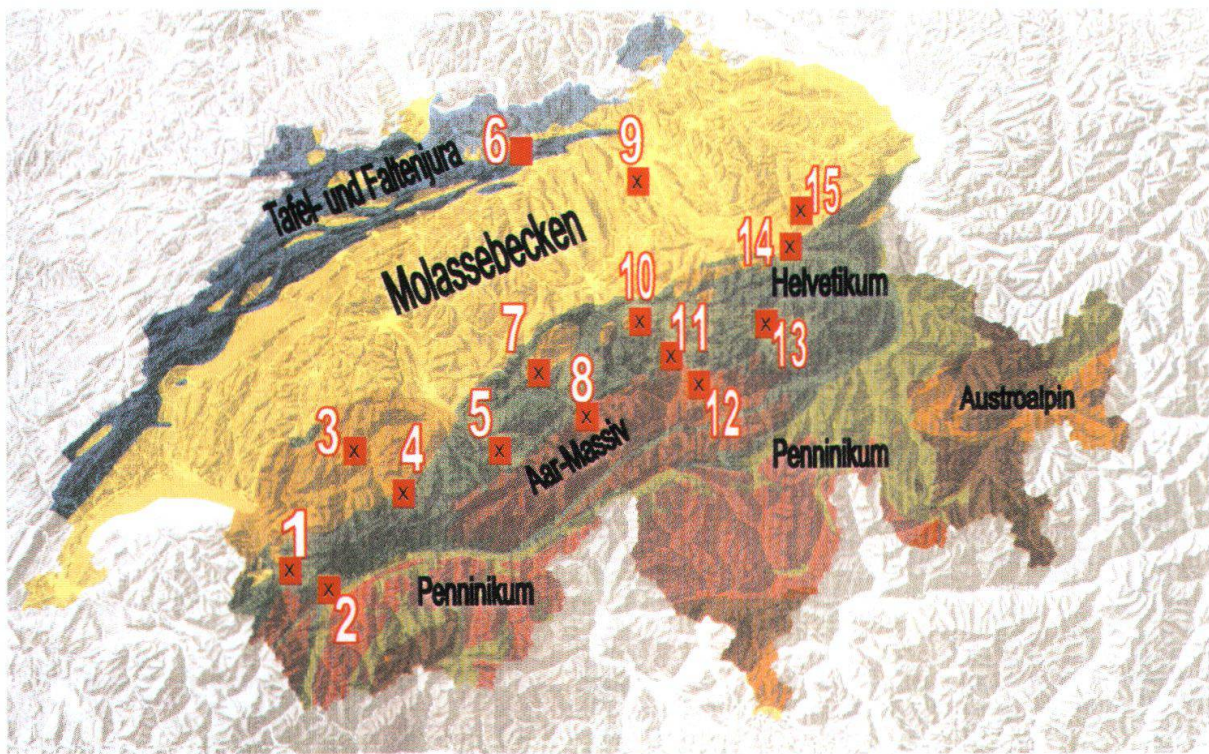 6
9
Tafel- und Faltenjura
15
14
Molassebecken
10
Helvetikum
7
11
13
8
12
3
4
5
Aar-Massiv
Austroalpin
Penninikum
1
Penninikum
2